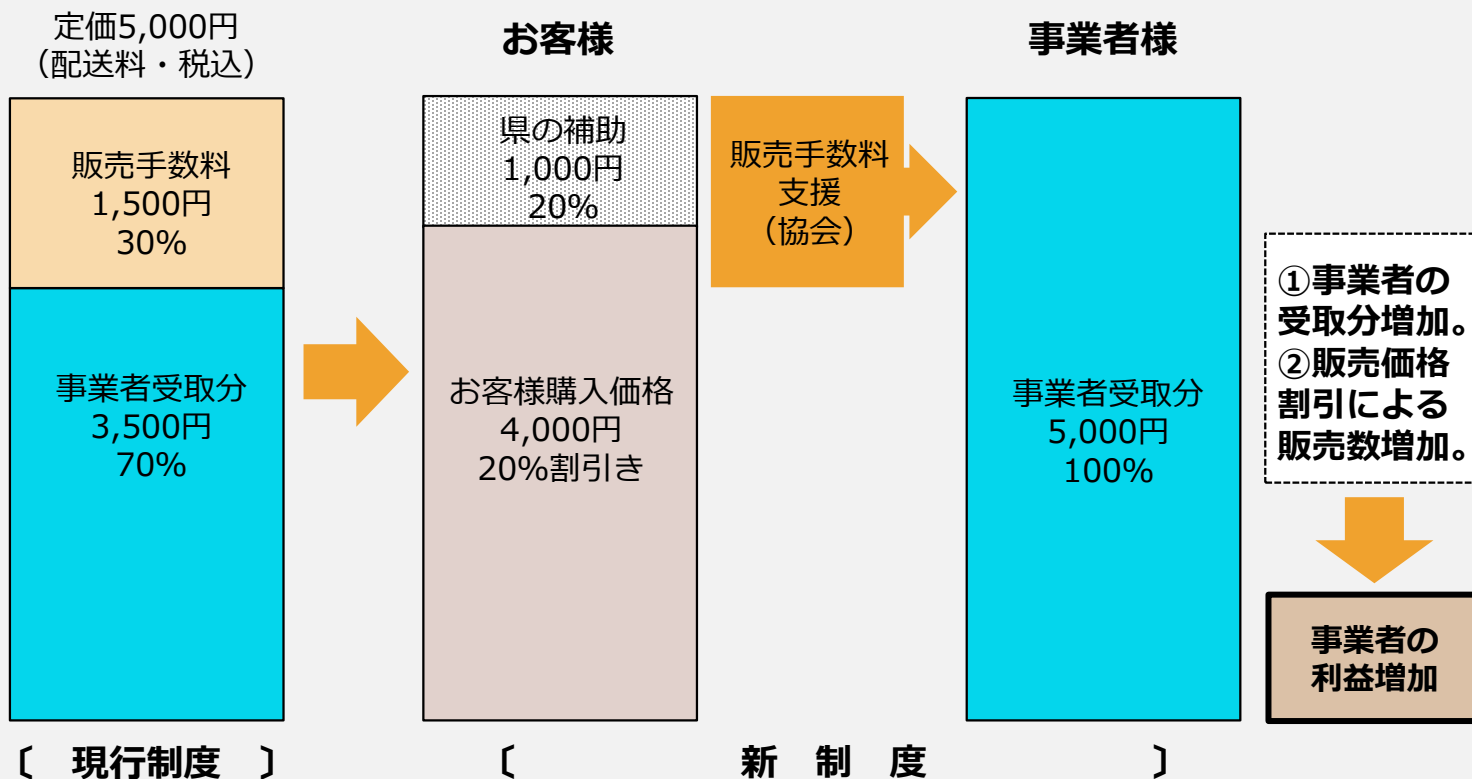 定価5,000円
（配送料・税込）
販売手数料
1,500円
30%
事業者受取分
3,500円
70%
〔　現行制度　〕
お客様
県の補助
1,000円
20%
お客様購入価格
4,000円
20%割引き
販売手数料
支援
（協会）
事業者様
事業者受取分
5,000円
100%
〔　新　制　度　〕
①事業者の
受取分増加。
②販売価格
割引による
販売数増加。
事業者の
利益増加